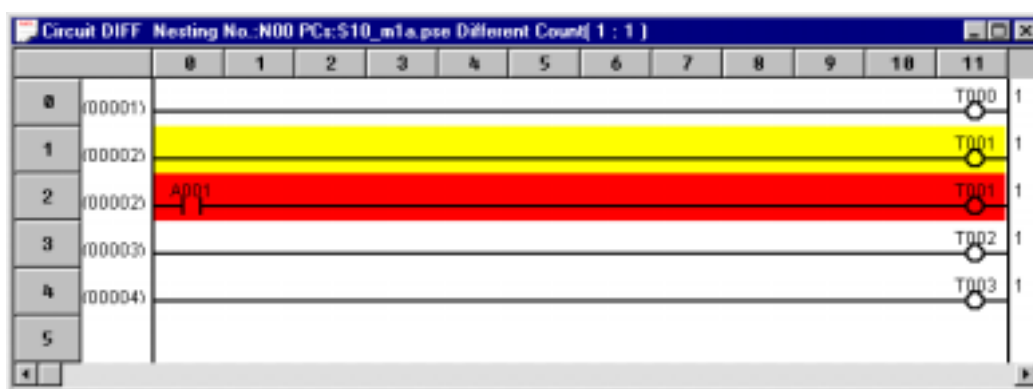 Circuit DIFF Nesting No.:N00 PCs:S10_m1a.pse Different Count( 1 : 1 )
0 1 2 3 4 5 6 7 8 9 10 11
0 (00001) T000 1
1 (00002) T001 1
2 (00002) A001 T001 1
3 (00003) T002 1
4 (00004) T003 1
5